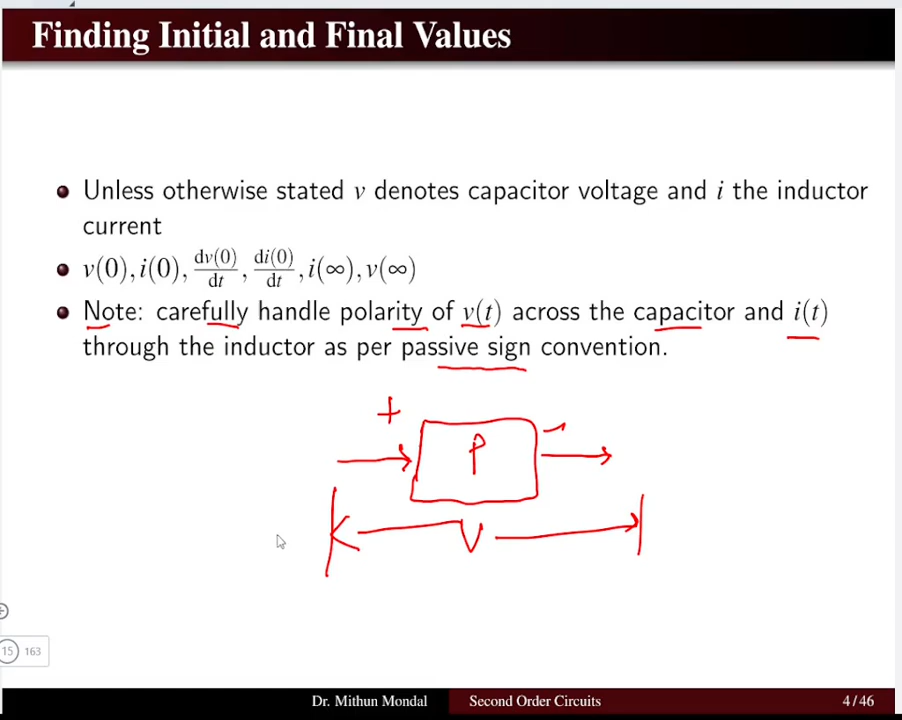 Finding Initial and Final Values
Unless otherwise stated v denotes capacitor voltage and i the inductor
current
v(0), i(0), dv(0)/dt, di(0)/dt, i(∞), v(∞)
Note: carefully handle polarity of v(t) across the capacitor and i(t)
through the inductor as per passive sign convention.
+ −
P
V
15 163
Dr. Mithun Mondal Second Order Circuits 4 / 46